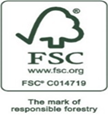 FSC
www.fsc.org
FSC® C014719
The mark of
responsible forestry